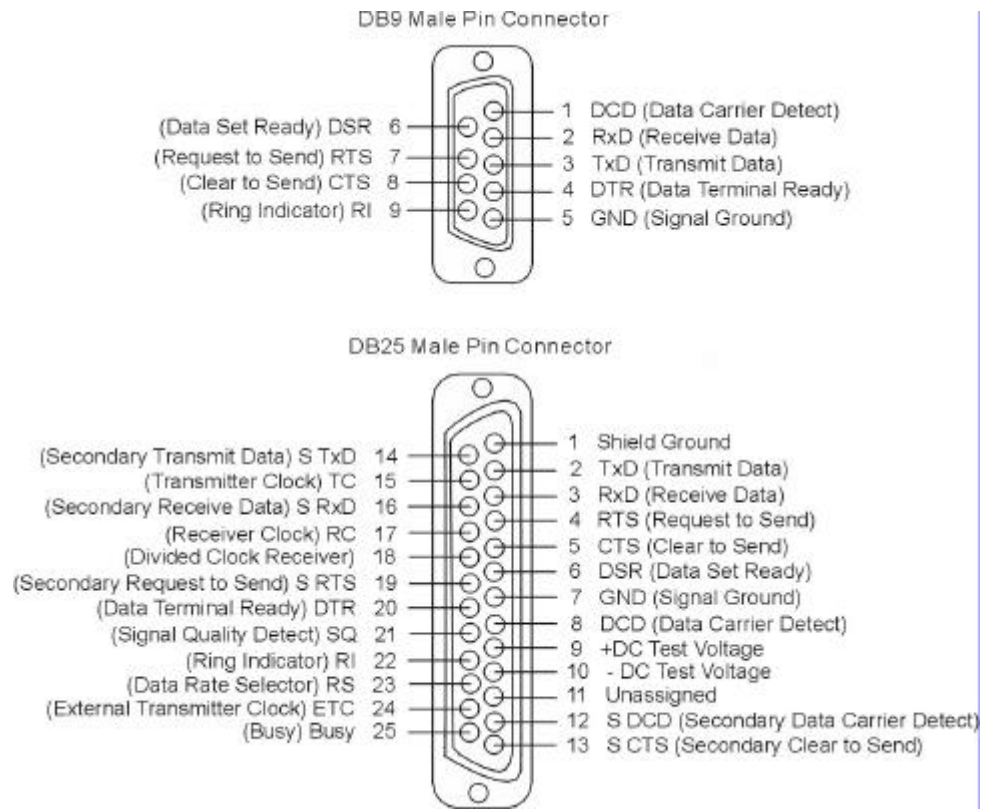 DB9 Male Pin Connector
(Data Set Ready) DSR 6
(Request to Send) RTS 7
(Clear to Send) CTS 8
(Ring Indicator) RI 9
1 DCD (Data Carrier Detect)
2 RxD (Receive Data)
3 TxD (Transmit Data)
4 DTR (Data Terminal Ready)
5 GND (Signal Ground)
DB25 Male Pin Connector
(Secondary Transmit Data) S TxD 14
(Transmitter Clock) TC 15
(Secondary Receive Data) S RxD 16
(Receiver Clock) RC 17
(Divided Clock Receiver) 18
(Secondary Request to Send) S RTS 19
(Data Terminal Ready) DTR 20
(Signal Quality Detect) SQ 21
(Ring Indicator) RI 22
(Data Rate Selector) RS 23
(External Transmitter Clock) ETC 24
(Busy) Busy 25
1 Shield Ground
2 TxD (Transmit Data)
3 RxD (Receive Data)
4 RTS (Request to Send)
5 CTS (Clear to Send)
6 DSR (Data Set Ready)
7 GND (Signal Ground)
8 DCD (Data Carrier Detect)
9 +DC Test Voltage
10 - DC Test Voltage
11 Unassigned
12 S DCD (Secondary Data Carrier Detect)
13 S CTS (Secondary Clear to Send)